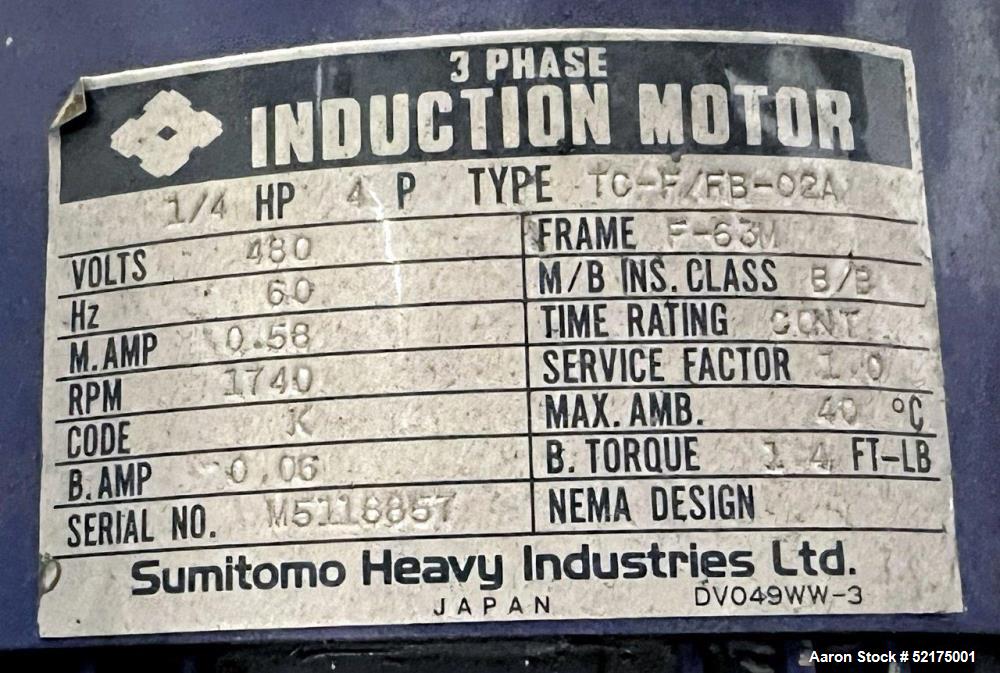 3 PHASE
INDUCTION MOTOR
1/4 HP 4 P TYPE TC-F/FB-02A
VOLTS 480
Hz 60
M. AMP 0.58
RPM 1740
CODE K
B. AMP 0.06
SERIAL NO. M5118857
FRAME F-63M
M/B INS. CLASS B/B
TIME RATING CONT
SERVICE FACTOR 1.0
MAX. AMB. 40 °C
B. TORQUE 1.4 FT-LB
NEMA DESIGN
Sumitomo Heavy Industries Ltd.
JAPAN DV049WW-3
Aaron Stock # 52175001